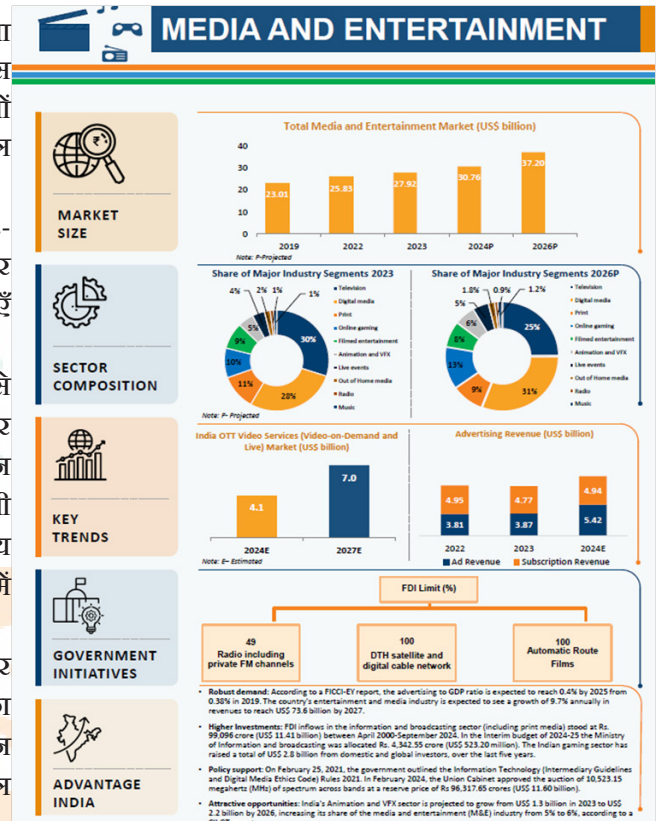 MEDIA AND ENTERTAINMENT
MARKET
SIZE
Total Media and Entertainment Market (US$ billion)
40
30
20
10
0
23.01
25.83
27.92
30.76
37.20
2019
2022
2023
2024P
2026P
Note: P-Projected
SECTOR
COMPOSITION
Share of Major Industry Segments 2023
4%
2%
1%
1%
5%
9%
10%
11%
28%
30%
Television
Digital media
Print
Online gaming
Filmed entertainment
Animation and VFX
Live events
Out of Home media
Radio
Music
Note: P- Projected
Share of Major Industry Segments 2026P
1.8%
0.9%
1.2%
5%
6%
8%
13%
9%
31%
25%
Television
Digital media
Print
Online gaming
Filmed entertainment
Animation and VFX
Live events
Out of Home media
Radio
Music
KEY
TRENDS
India OTT Video Services (Video-on-Demand and
Live) Market (US$ billion)
4.1
7.0
2024E
2027E
Note: E– Estimated
Advertising Revenue (US$ billion)
4.95
4.77
4.94
3.81
3.87
5.42
2022
2023
2024E
Ad Revenue
Subscription Revenue
GOVERNMENT
INITIATIVES
FDI Limit (%)
49
Radio including
private FM channels
100
DTH satellite and
digital cable network
100
Automatic Route
Films
ADVANTAGE
INDIA
• Robust demand: According to a FICCI-EY report, the advertising to GDP ratio is expected to reach 0.4% by 2025 from
0.38% in 2019. The country's entertainment and media industry is expected to see a growth of 9.7% annually in
revenues to reach US$ 73.6 billion by 2027.
• Higher Investments: FDI inflows in the information and broadcasting sector (including print media) stood at Rs.
99,096 crore (US$ 11.41 billion) between April 2000-September 2024. In the Interim budget of 2024-25 the Ministry
of Information and broadcasting was allocated Rs. 4,342.55 crore (US$ 523.20 million). The Indian gaming sector has
raised a total of US$ 2.8 billion from domestic and global investors, over the last five years.
• Policy support: On February 25, 2021, the government outlined the Information Technology (Intermediary Guidelines
and Digital Media Ethics Code) Rules 2021. In February 2024, the Union Cabinet approved the auction of 10,523.15
megahertz (MHz) of spectrum across bands at a reserve price of Rs 96,317.65 crores (US$ 11.60 billion).
• Attractive opportunities: India's Animation and VFX sector is projected to grow from US$ 1.3 billion in 2023 to US$
2.2 billion by 2026, increasing its share of the media and entertainment (M&E) industry from 5% to 6%, according to a